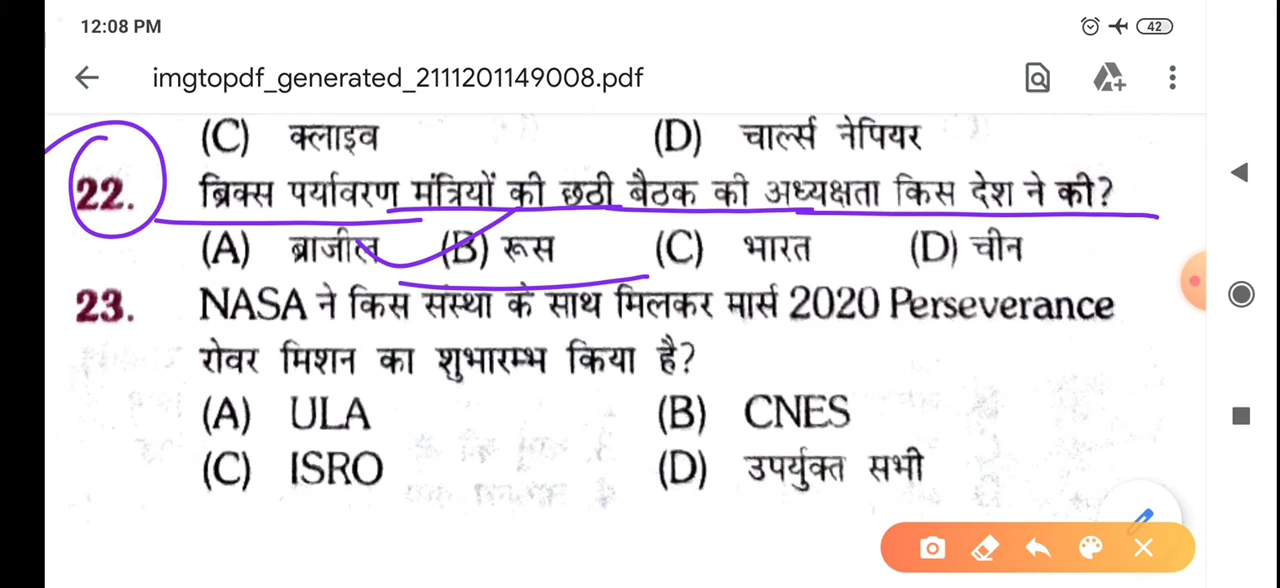 12:08 PM 42
imgtopdf_generated_2111201149008.pdf
(C) क्लाइव (D) चार्ल्स नेपियर
22. ब्रिक्स पर्यावरण मंत्रियों की छठी बैठक की अध्यक्षता किस देश ने की?
(A) ब्राजील (B) रूस (C) भारत (D) चीन
23. NASA ने किस संस्था के साथ मिलकर मार्स 2020 Perseverance
रोवर मिशन का शुभारम्भ किया है?
(A) ULA (B) CNES
(C) ISRO (D) उपर्युक्त सभी